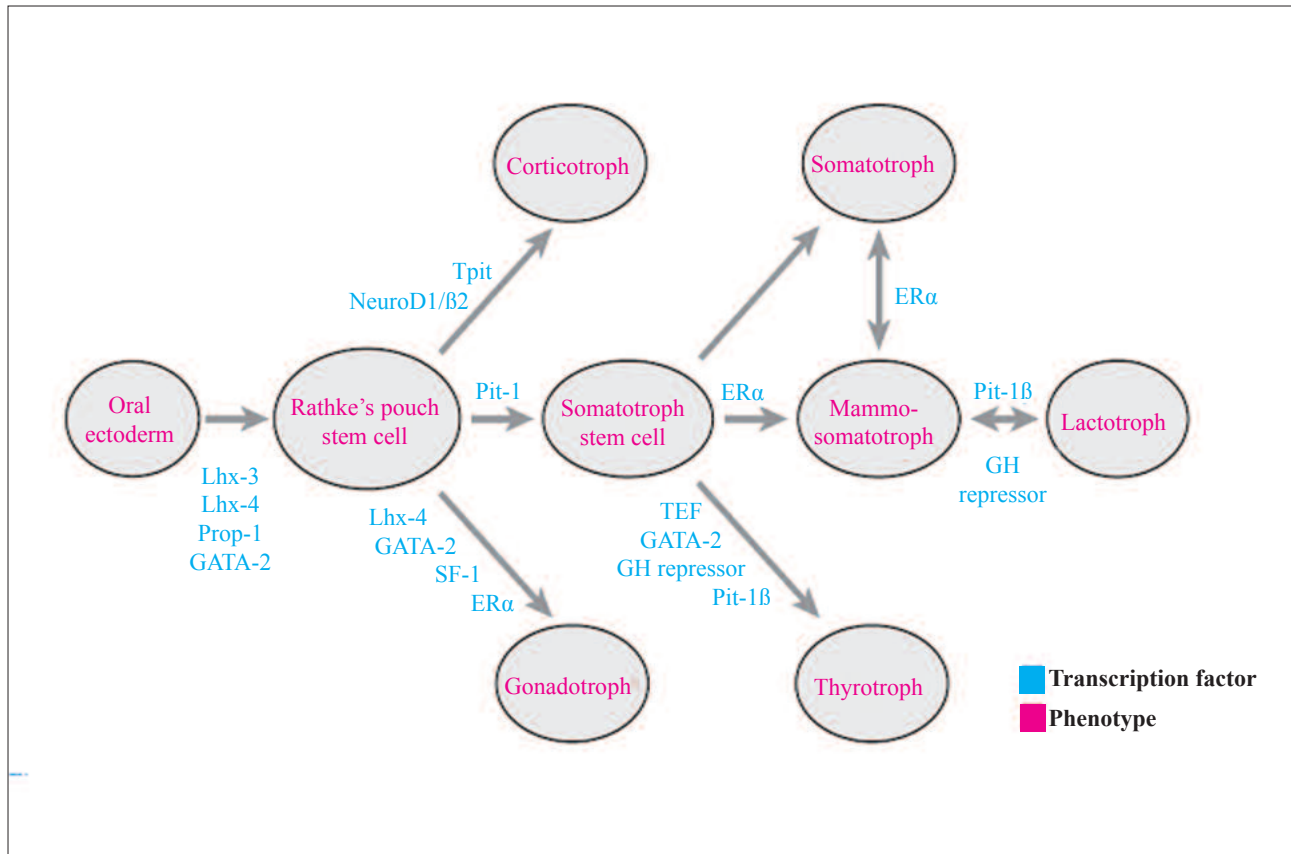 Corticotroph
Somatotroph
Tpit
NeuroD1/ß2
ERα
Oral
ectoderm
Rathke’s pouch
stem cell
Pit-1
Somatotroph
stem cell
ERα
Mammo-
somatotroph
Pit-1ß
GH
repressor
Lactotroph
Lhx-3
Lhx-4
Prop-1
GATA-2
Lhx-4
GATA-2
SF-1
ERα
TEF
GATA-2
GH repressor
Pit-1ß
Gonadotroph
Thyrotroph
Transcription factor
Phenotype